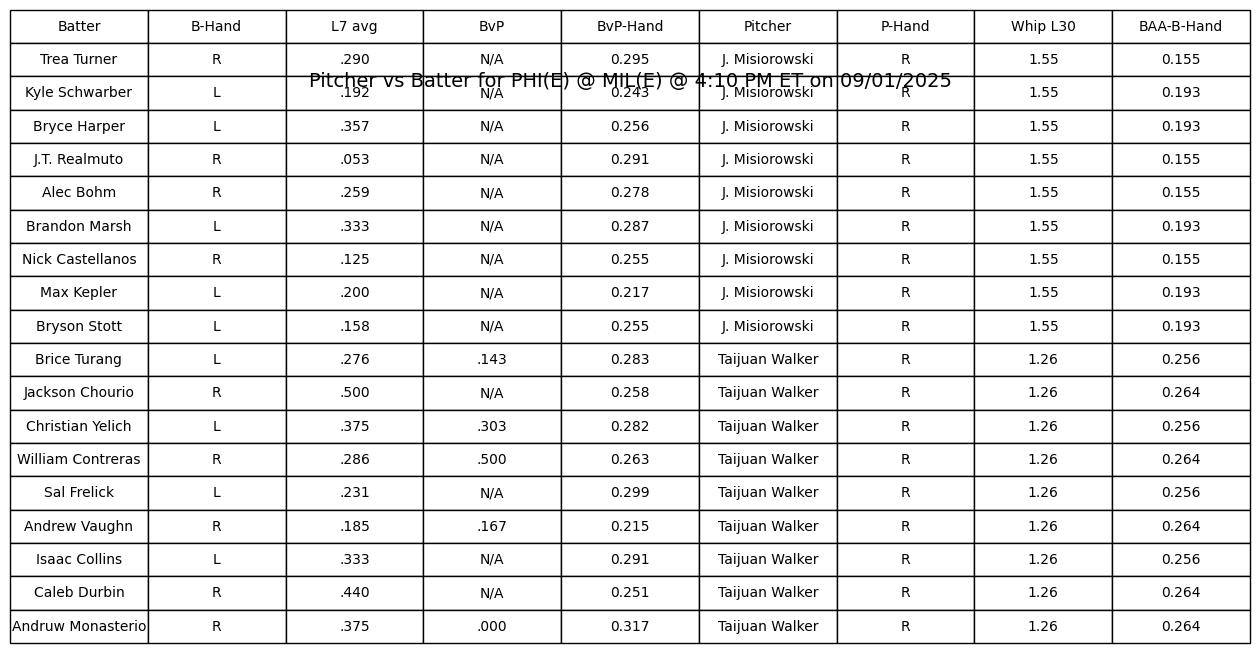 Batter B-Hand L7 avg BvP BvP-Hand Pitcher P-Hand Whip L30 BAA-B-Hand
Trea Turner R .290 N/A 0.295 J. Misiorowski R 1.55 0.155
Pitcher vs Batter for PHI(E) @ MIL(E) @ 4:10 PM ET on 09/01/2025
Kyle Schwarber L .192 N/A 0.243 J. Misiorowski R 1.55 0.193
Bryce Harper L .357 N/A 0.256 J. Misiorowski R 1.55 0.193
J.T. Realmuto R .053 N/A 0.291 J. Misiorowski R 1.55 0.155
Alec Bohm R .259 N/A 0.278 J. Misiorowski R 1.55 0.155
Brandon Marsh L .333 N/A 0.287 J. Misiorowski R 1.55 0.193
Nick Castellanos R .125 N/A 0.255 J. Misiorowski R 1.55 0.155
Max Kepler L .200 N/A 0.217 J. Misiorowski R 1.55 0.193
Bryson Stott L .158 N/A 0.255 J. Misiorowski R 1.55 0.193
Brice Turang L .276 .143 0.283 Taijuan Walker R 1.26 0.256
Jackson Chourio R .500 N/A 0.258 Taijuan Walker R 1.26 0.264
Christian Yelich L .375 .303 0.282 Taijuan Walker R 1.26 0.256
William Contreras R .286 .500 0.263 Taijuan Walker R 1.26 0.264
Sal Frelick L .231 N/A 0.299 Taijuan Walker R 1.26 0.256
Andrew Vaughn R .185 .167 0.215 Taijuan Walker R 1.26 0.264
Isaac Collins L .333 N/A 0.291 Taijuan Walker R 1.26 0.256
Caleb Durbin R .440 N/A 0.251 Taijuan Walker R 1.26 0.264
Andruw Monasterio R .375 .000 0.317 Taijuan Walker R 1.26 0.264